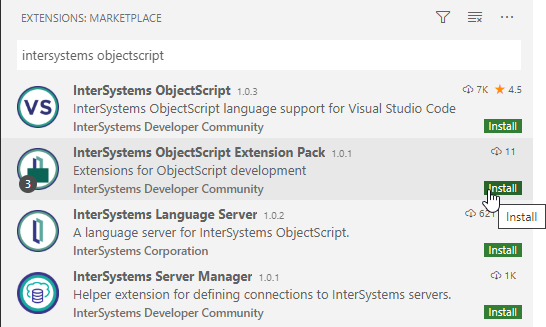 EXTENSIONS: MARKETPLACE
intersystems objectscript
VS
InterSystems ObjectScript 1.0.3 7K 4.5
InterSystems ObjectScript language support for Visual Studio Code
InterSystems Developer Community Install
InterSystems ObjectScript Extension Pack 1.0.1 11
Extensions for ObjectScript development
3
InterSystems Developer Community Install
Install
InterSystems Language Server 1.0.2 621
A language server for InterSystems ObjectScript.
InterSystems Corporation Install
InterSystems Server Manager 1.0.1 1K
Helper extension for defining connections to InterSystems servers.
InterSystems Developer Community Install